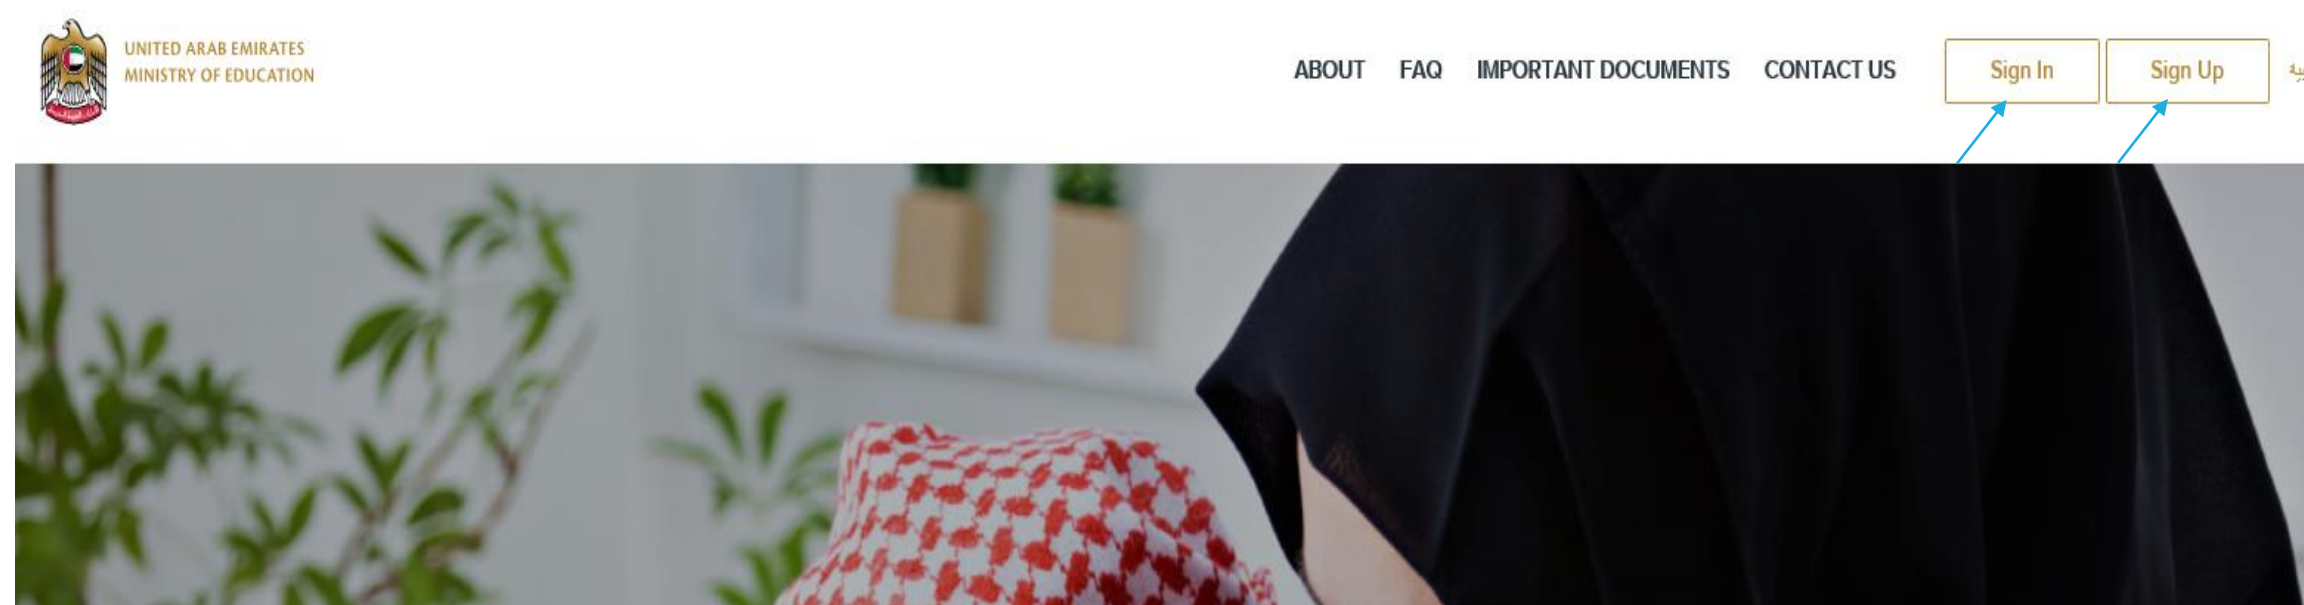 UNITED ARAB EMIRATES
MINISTRY OF EDUCATION
ABOUT FAQ IMPORTANT DOCUMENTS CONTACT US Sign In Sign Up